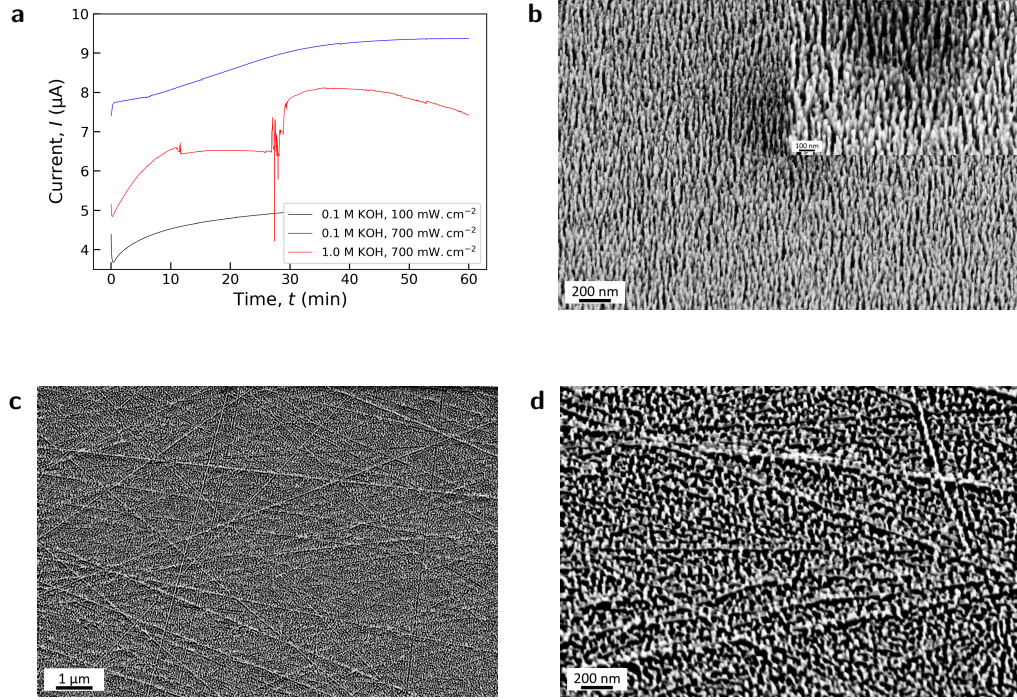 a
10
9
8
7
6
5
4
Current, I (µA)
0
10
20
30
40
50
60
Time, t (min)
0.1 M KOH, 100 mW.cm⁻²
0.1 M KOH, 700 mW.cm⁻²
1.0 M KOH, 700 mW.cm⁻²
b
100 nm
200 nm
c
1 µm
d
200 nm